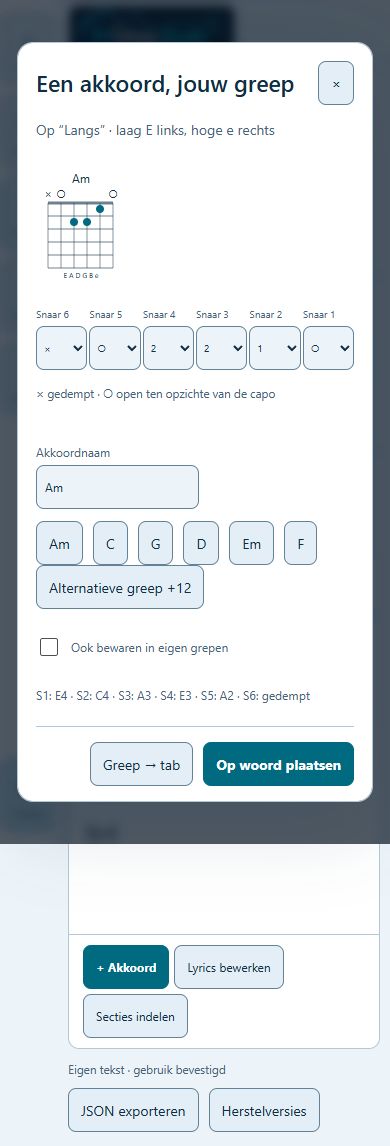 Een akkoord, jouw greep
×
Op “Langs” · laag E links, hoge e rechts
Am
× O O
E A D G B e
Snaar 6 Snaar 5 Snaar 4 Snaar 3 Snaar 2 Snaar 1
× O 2 2 1 O
× gedempt · O open ten opzichte van de capo
Akkoordnaam
Am
Am C G D Em F
Alternatieve greep +12
Ook bewaren in eigen grepen
S1: E4 · S2: C4 · S3: A3 · S4: E3 · S5: A2 · S6: gedempt
Greep → tab Op woord plaatsen
+ Akkoord Lyrics bewerken
Secties indelen
Eigen tekst · gebruik bevestigd
JSON exporteren Herstelversies